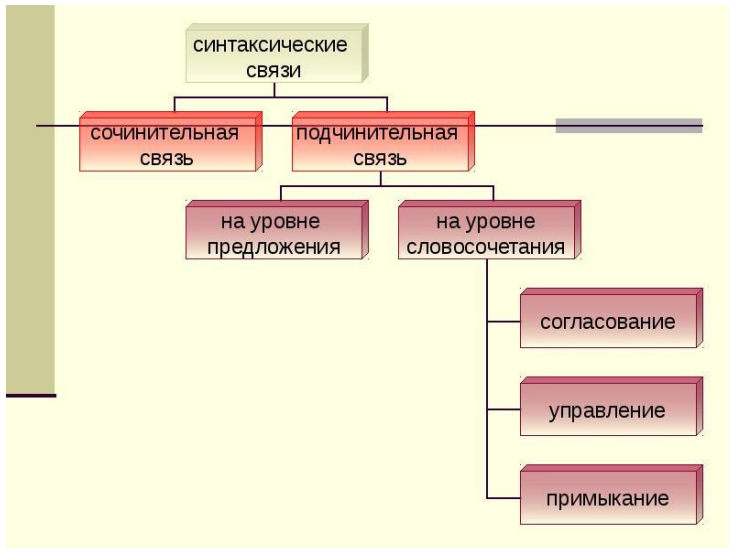 синтаксические
связи
сочинительная
связь
подчинительная
связь
на уровне
предложения
на уровне
словосочетания
согласование
управление
примыкание